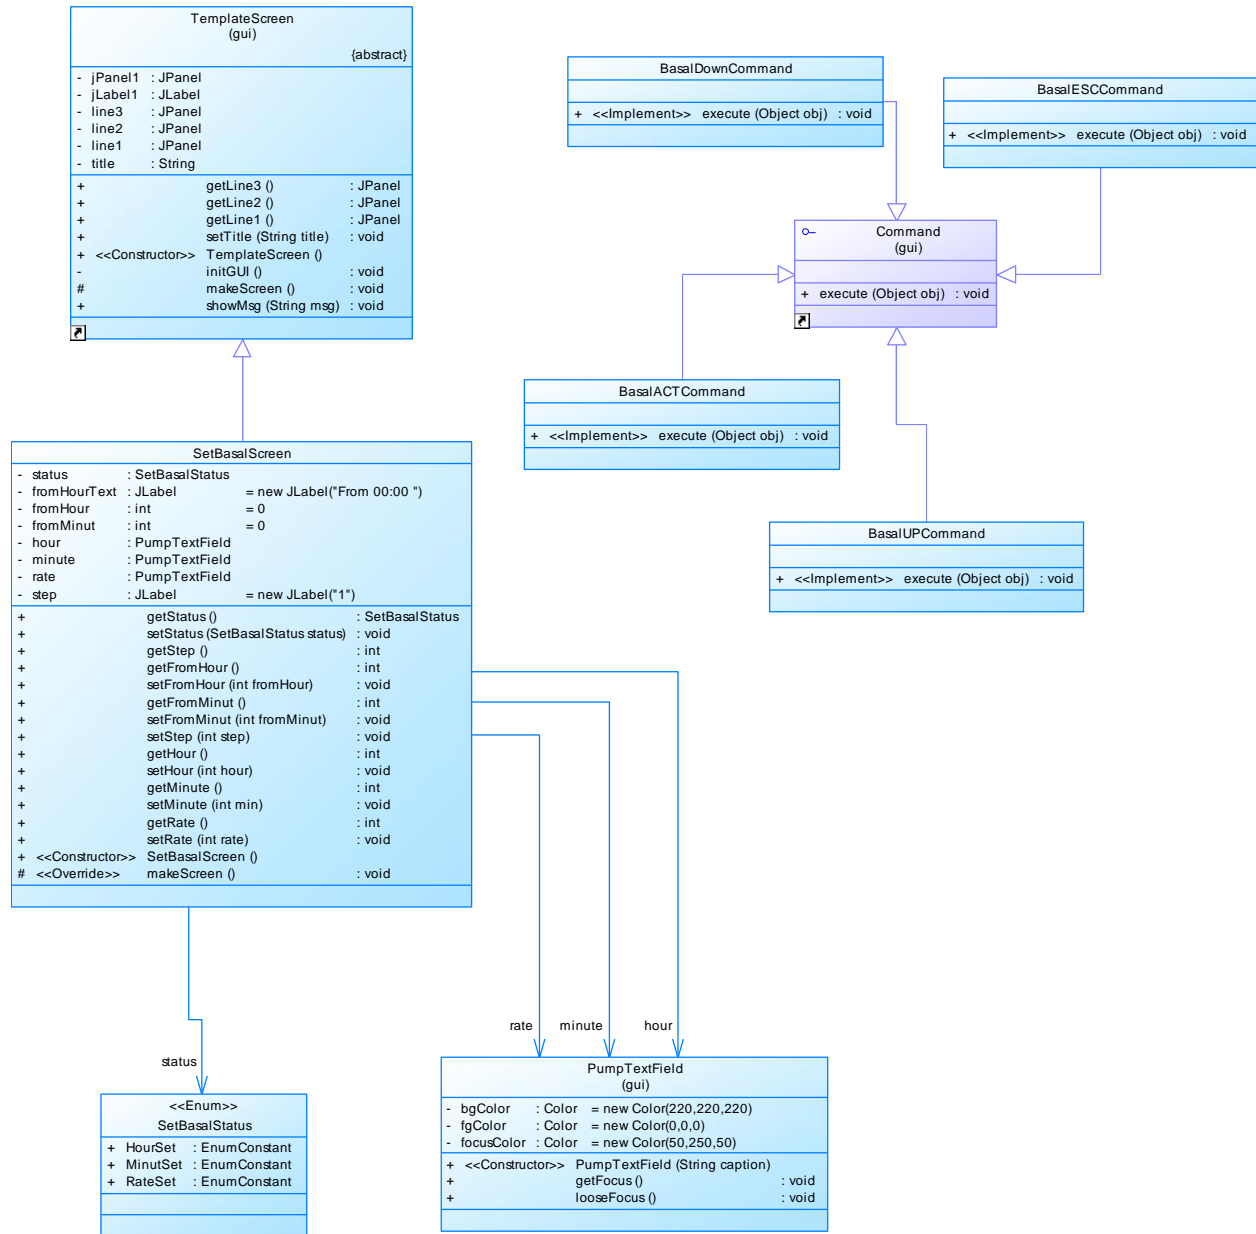 TemplateScreen
(gui)
{abstract}
- jPanel1 : JPanel
- jLabel1 : JLabel
- line3 : JPanel
- line2 : JPanel
- line1 : JPanel
- title : String
+ getLine3 () : JPanel
+ getLine2 () : JPanel
+ getLine1 () : JPanel
+ setTitle (String title) : void
+ <<Constructor>> TemplateScreen ()
- initGUI () : void
# makeScreen () : void
+ showMsg (String msg) : void
BasalDownCommand
+ <<Implement>> execute (Object obj) : void
BasalESCCommand
+ <<Implement>> execute (Object obj) : void
Command
(gui)
+ execute (Object obj) : void
BasalACTCommand
+ <<Implement>> execute (Object obj) : void
BasalUPCommand
+ <<Implement>> execute (Object obj) : void
SetBasalScreen
- status : SetBasalStatus
- fromHourText : JLabel = new JLabel("From 00:00 ")
- fromHour : int = 0
- fromMinut : int = 0
- hour : PumpTextField
- minute : PumpTextField
- rate : PumpTextField
- step : JLabel = new JLabel("1")
+ getStatus () : SetBasalStatus
+ setStatus (SetBasalStatus status) : void
+ getStep () : int
+ getFromHour () : int
+ setFromHour (int fromHour) : void
+ getFromMinut () : int
+ setFromMinut (int fromMinut) : void
+ setStep (int step) : void
+ getHour () : int
+ setHour (int hour) : void
+ getMinute () : int
+ setMinute (int min) : void
+ getRate () : int
+ setRate (int rate) : void
+ <<Constructor>> SetBasalScreen ()
# <<Override>> makeScreen () : void
rate minute hour
status
<<Enum>>
SetBasalStatus
+ HourSet : EnumConstant
+ MinutSet : EnumConstant
+ RateSet : EnumConstant
PumpTextField
(gui)
- bgColor : Color = new Color(220,220,220)
- fgColor : Color = new Color(0,0,0)
- focusColor : Color = new Color(50,250,50)
+ <<Constructor>> PumpTextField (String caption)
+ getFocus () : void
+ looseFocus () : void